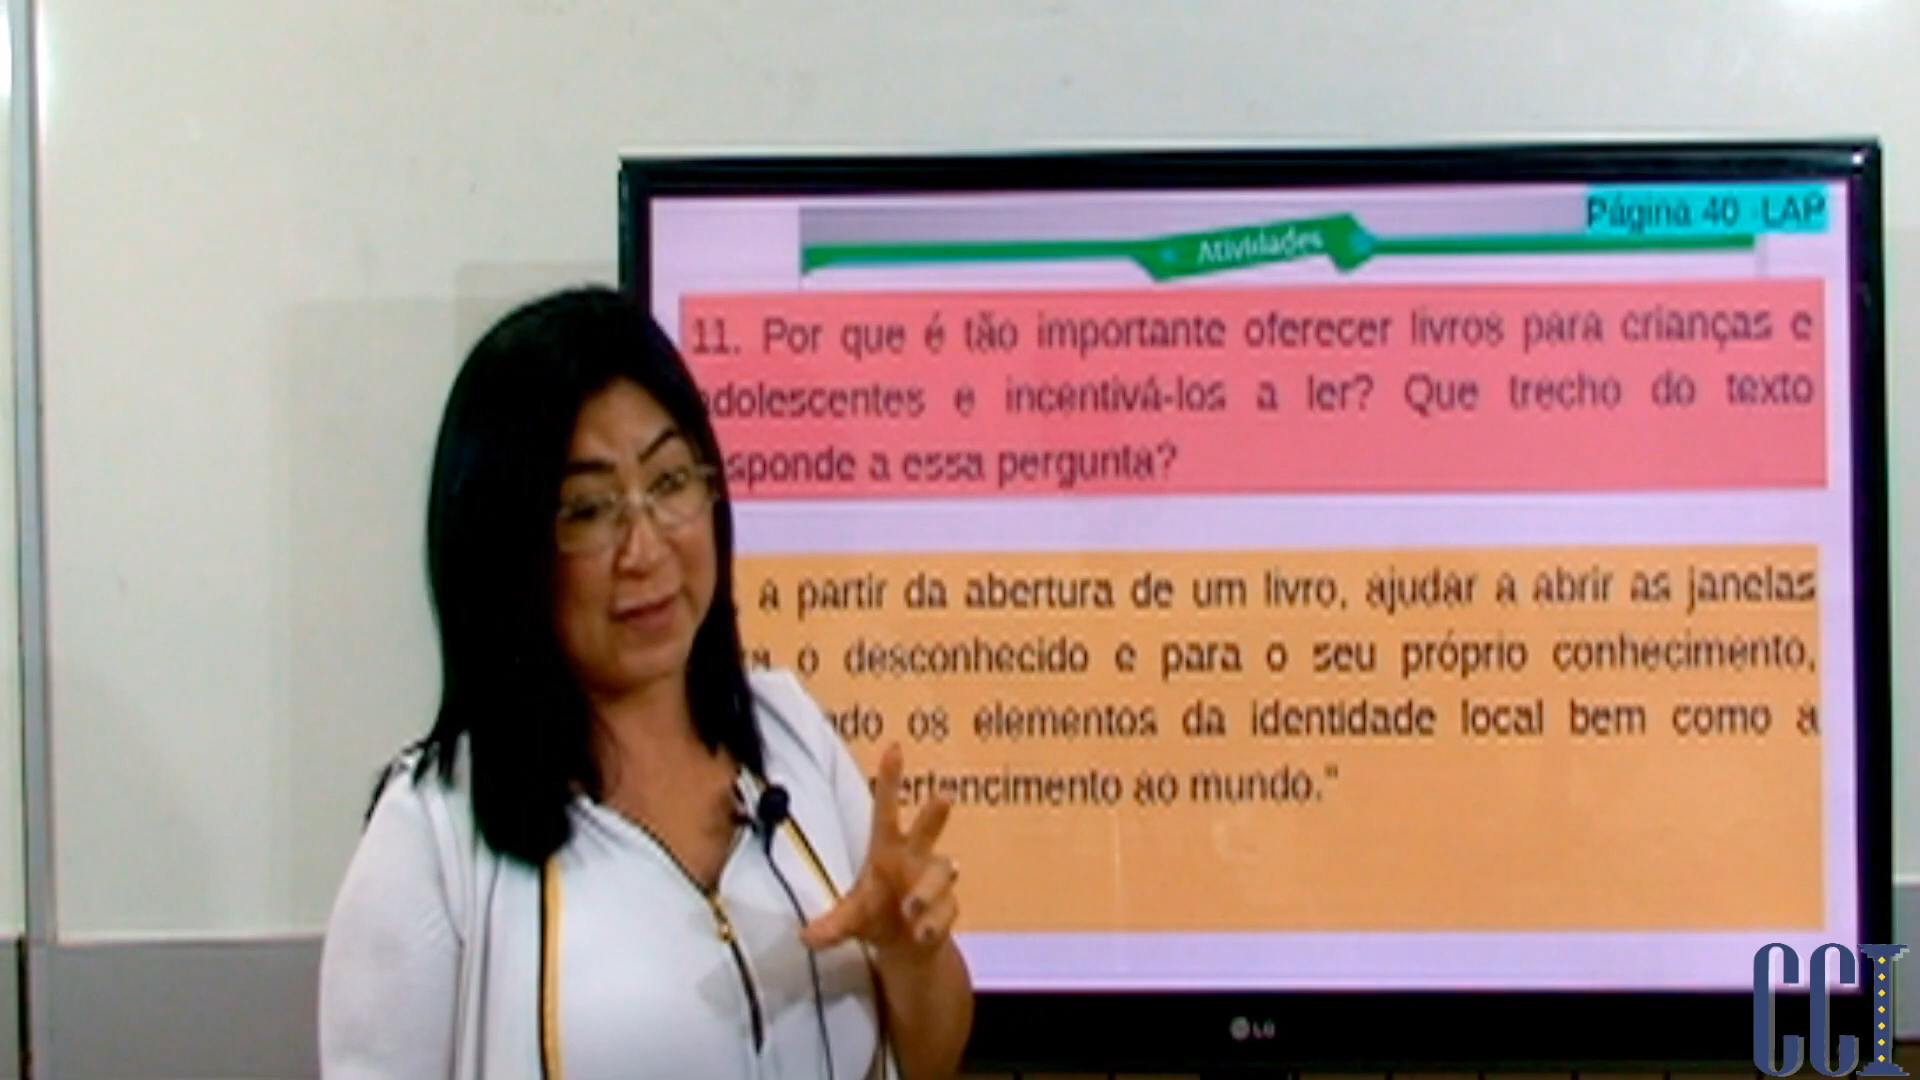 Página 40 LAP
Atividades
11. Por que é tão importante oferecer livros para crianças e
adolescentes e incentivá-los a ler? Que trecho do texto
sponde a essa pergunta?
a partir da abertura de um livro, ajudar a abrir as janelas
o desconhecido e para o seu próprio conhecimento,
ndo os elementos da identidade local bem como a
ertencimento ao mundo."
LG
CCI